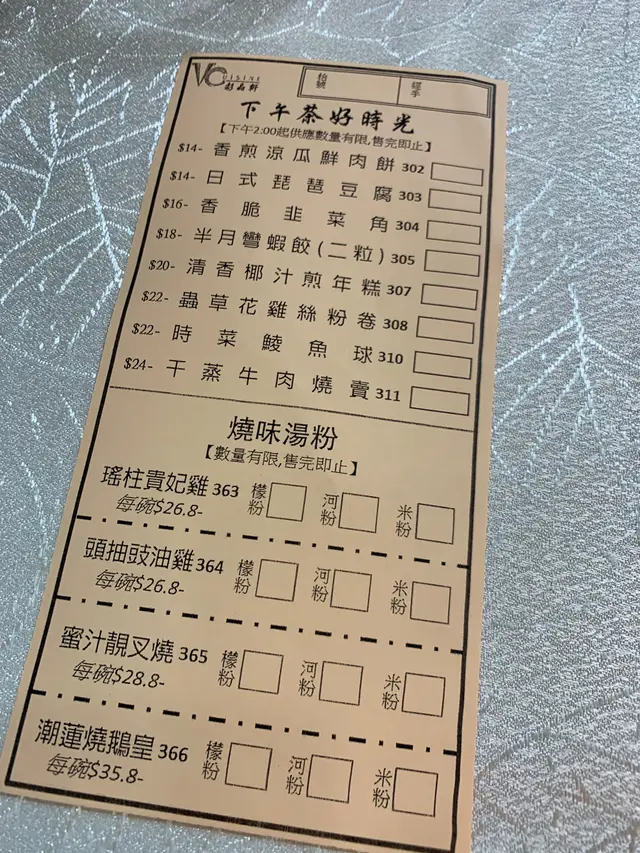 VCUISINE
彩晶軒
枱號
經手
下午茶好時光
【下午2:00起供應數量有限,售完即止】
$14- 香煎涼瓜鮮肉餅 302
$14- 日式琵琶豆腐 303
$16- 香脆韭菜角 304
$18- 半月彎蝦餃(二粒) 305
$20- 清香椰汁煎年糕 307
$22- 蟲草花雞絲粉卷 308
$22- 時菜鯪魚球 310
$24- 干蒸牛肉燒賣 311
燒味湯粉
【數量有限,售完即止】
瑤柱貴妃雞 363 檬粉 河粉 米粉
每碗$26.8-
頭抽豉油雞 364 檬粉 河粉 米粉
每碗$26.8-
蜜汁靚叉燒 365 檬粉 河粉 米粉
每碗$28.8-
潮蓮燒鵝皇 366 檬粉 河粉 米粉
每碗$35.8-